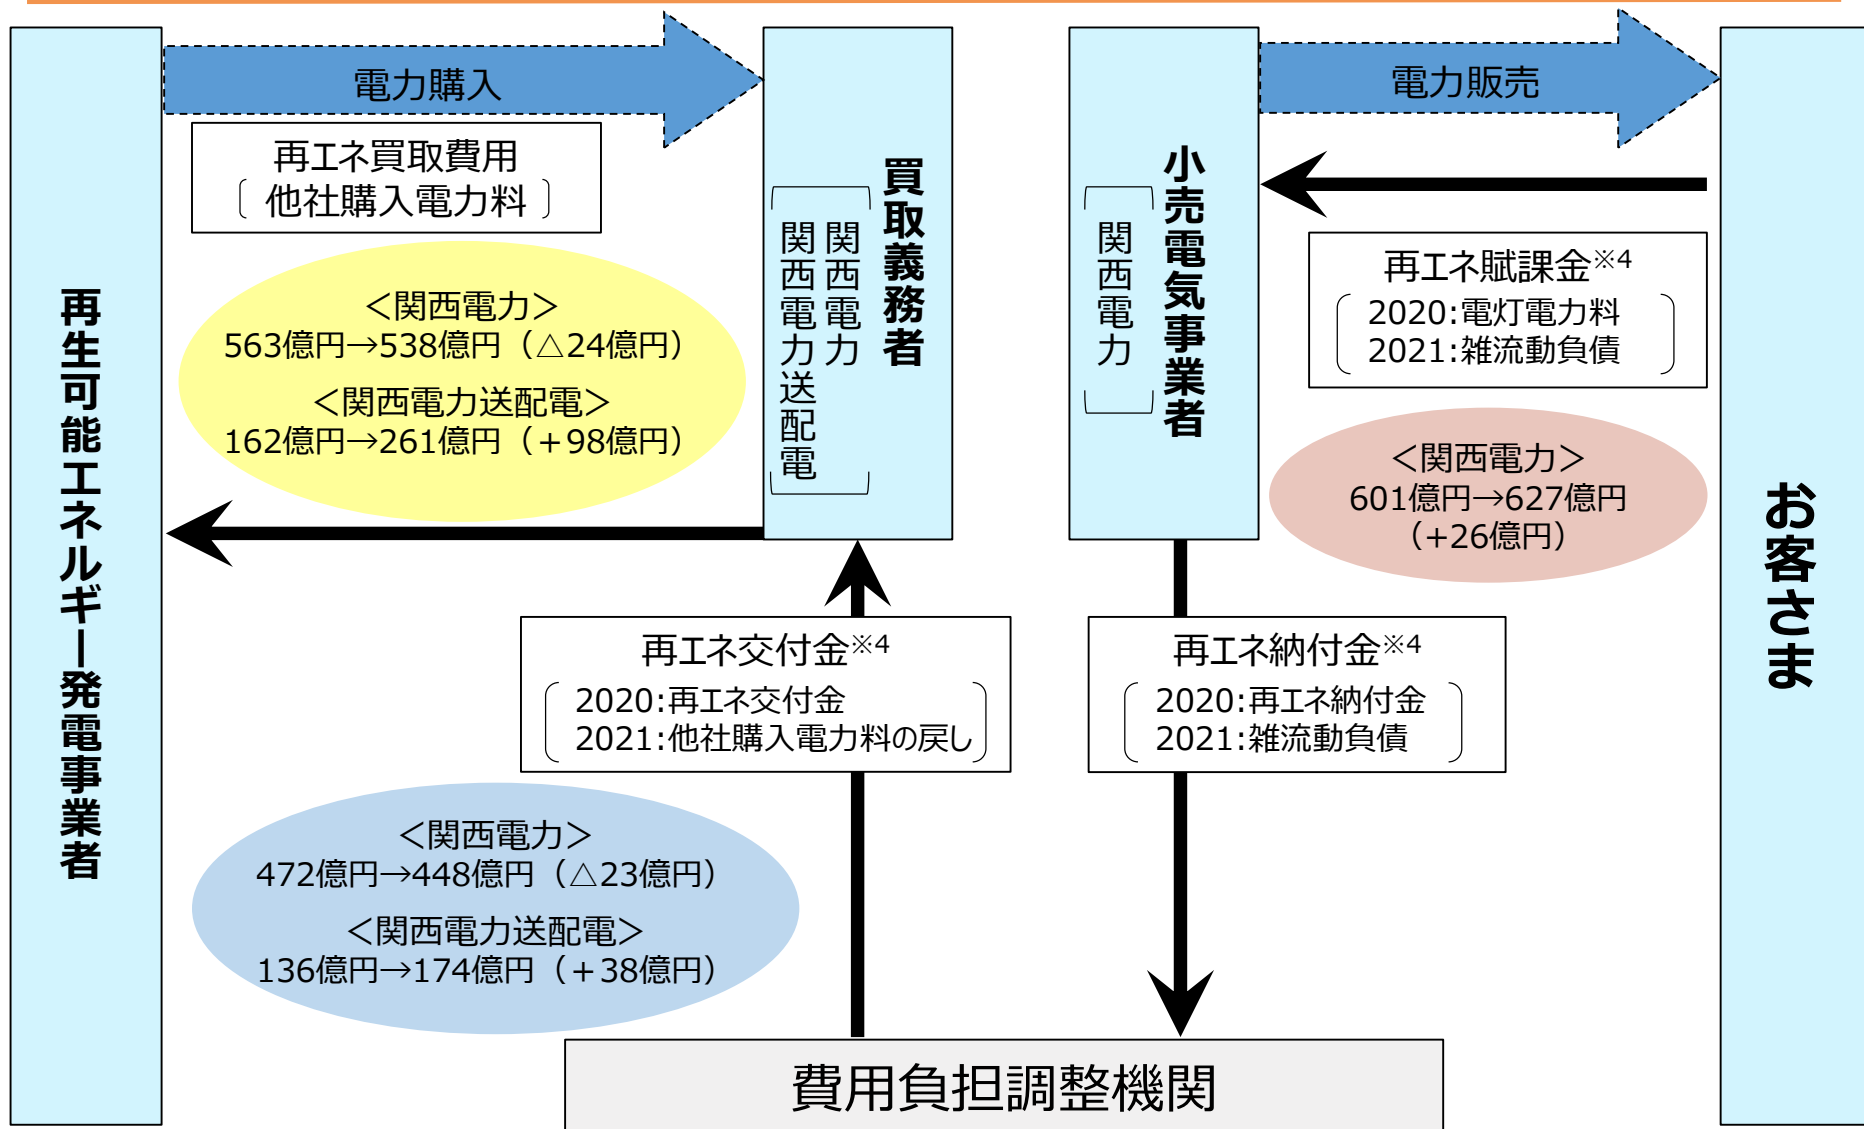 再生可能エネルギー発電事業者
電力購入
再エネ買取費用
〔 他社購入電力料 〕
＜関西電力＞
563億円→538億円（△24億円）
＜関西電力送配電＞
162億円→261億円（＋98億円）
買取義務者
関西電力
関西電力送配電
小売電気事業者
関西電力
電力販売
再エネ賦課金※4
2020:電灯電力料
2021:雑流動負債
＜関西電力＞
601億円→627億円
（+26億円）
お客さま
再エネ交付金※4
2020:再エネ交付金
2021:他社購入電力料の戻し
再エネ納付金※4
2020:再エネ納付金
2021:雑流動負債
＜関西電力＞
472億円→448億円（△23億円）
＜関西電力送配電＞
136億円→174億円（＋38億円）
費用負担調整機関